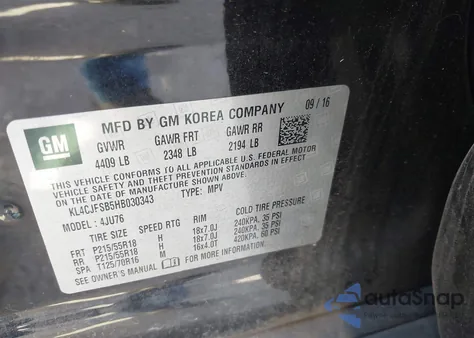 GM
MFD BY GM KOREA COMPANY 09/16
GVWR GAWR FRT GAWR RR
4409 LB 2348 LB 2194 LB
THIS VEHICLE CONFORMS TO ALL APPLICABLE U.S. FEDERAL MOTOR
VEHICLE SAFETY AND THEFT PREVENTION STANDARDS IN EFFECT ON
THE DATE OF MANUFACTURE SHOWN ABOVE.
KL4CJFSB5HB030343 TYPE: MPV
MODEL: 4JU76
TIRE SIZE SPEED RTG RIM COLD TIRE PRESSURE
FRT P215/55R18 H 18x7.0J 240KPA, 35 PSI
RR P215/55R18 H 18x7.0J 240KPA, 35 PSI
SPA T125/70R16 M 16x4.0T 420KPA, 60 PSI
SEE OWNER'S MANUAL FOR MORE INFORMATION.
autoSnap